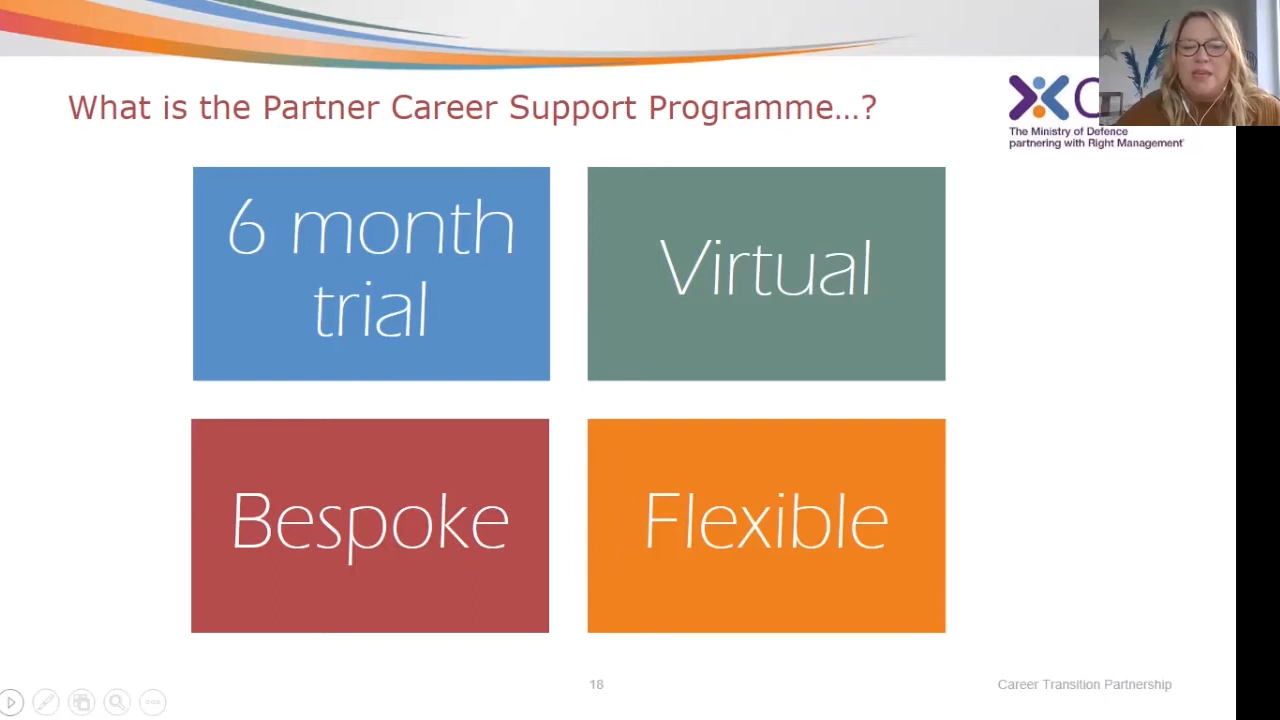 What is the Partner Career Support Programme…?
The Ministry of Defence
partnering with Right Management
6 month
trial
Virtual
Bespoke
Flexible
18
Career Transition Partnership